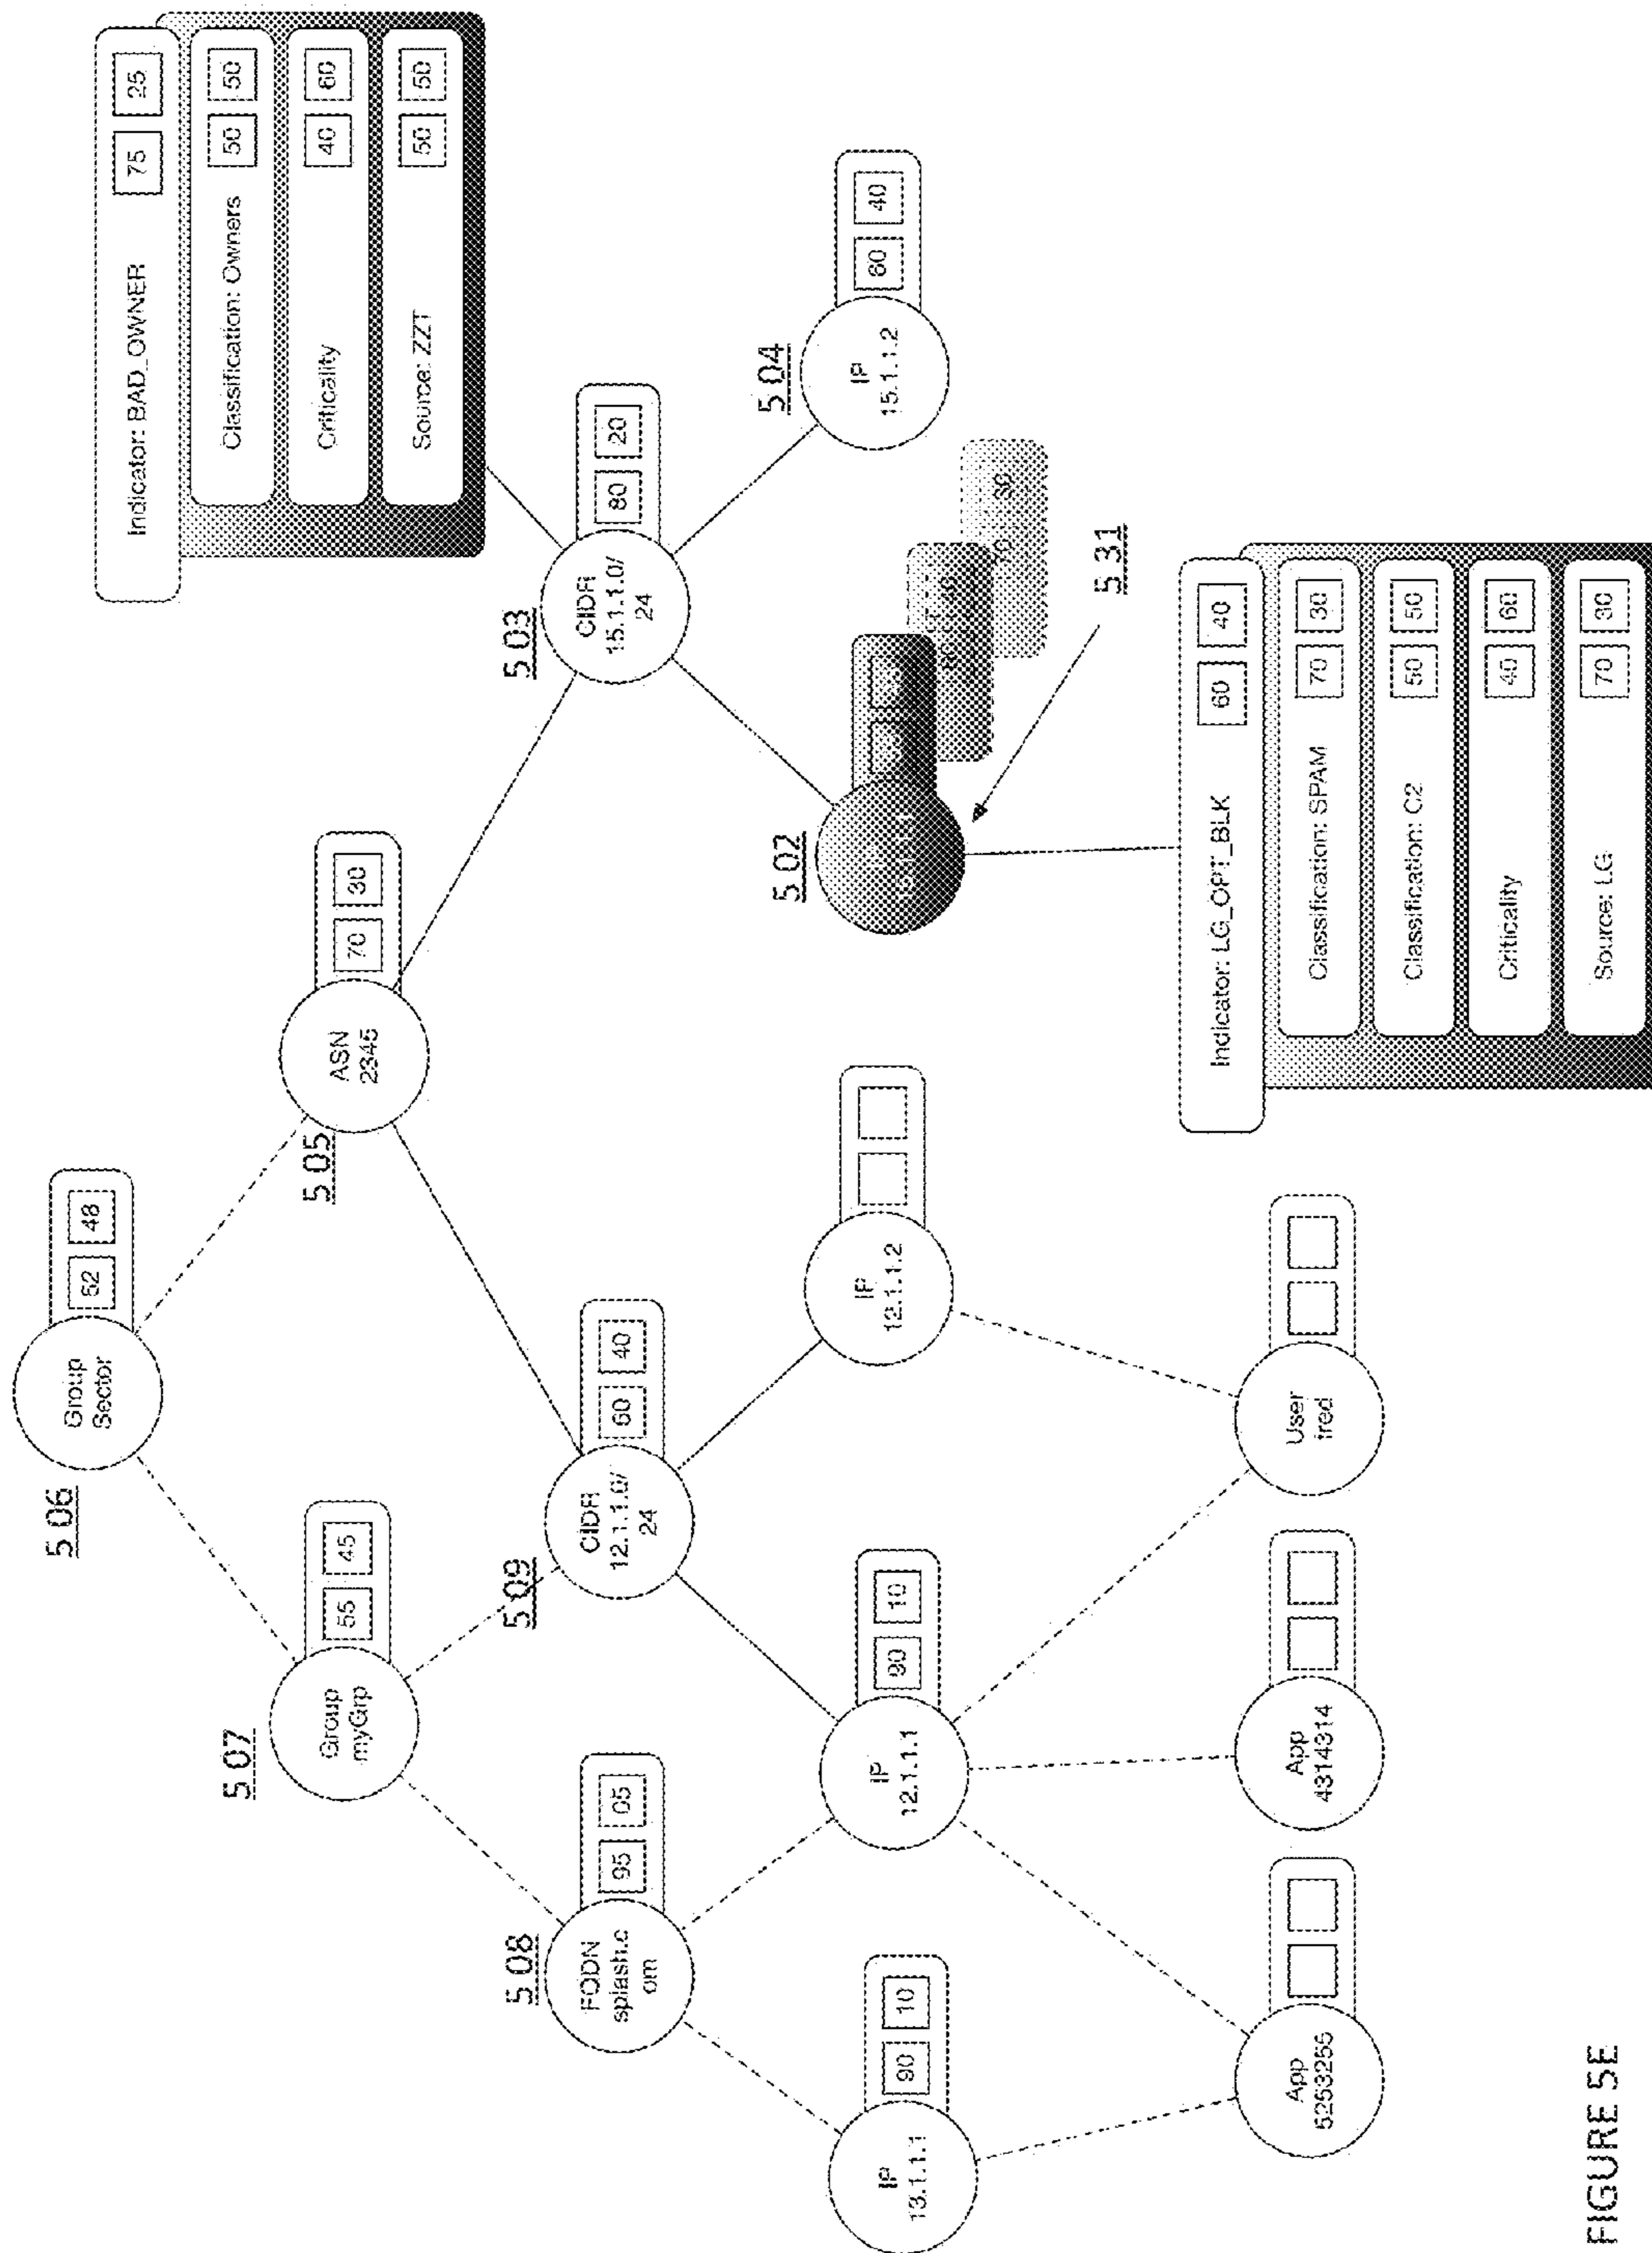 5 06
Group
Sector
52 48
5 07
Group
myGrp
55 45
5 05
ASN
2345
70 30
Indicator: BAD_OWNER 75 25
Classification: Owners 50 50
Criticality 40 60
Source: ZZT 50 50
5 08
FQDN
splash.c
om
95 05
5 09
CIDR
12.1.1.0/
24
60 40
5 03
CIDR
15.1.1.0/
24
80 20
IP
13.1.1.1
90 10
IP
12.1.1.1
90 10
IP
12.1.1.2
5 02
70 30
5 04
IP
15.1.1.2
60 40
5 31
App
5253255
App
4314314
User
fred
Indicator: LG_OPT_BLK 60 40
Classification: SPAM 70 30
Classification: C2 50 50
Criticality 40 60
Source: LG 70 30
FIGURE 5E